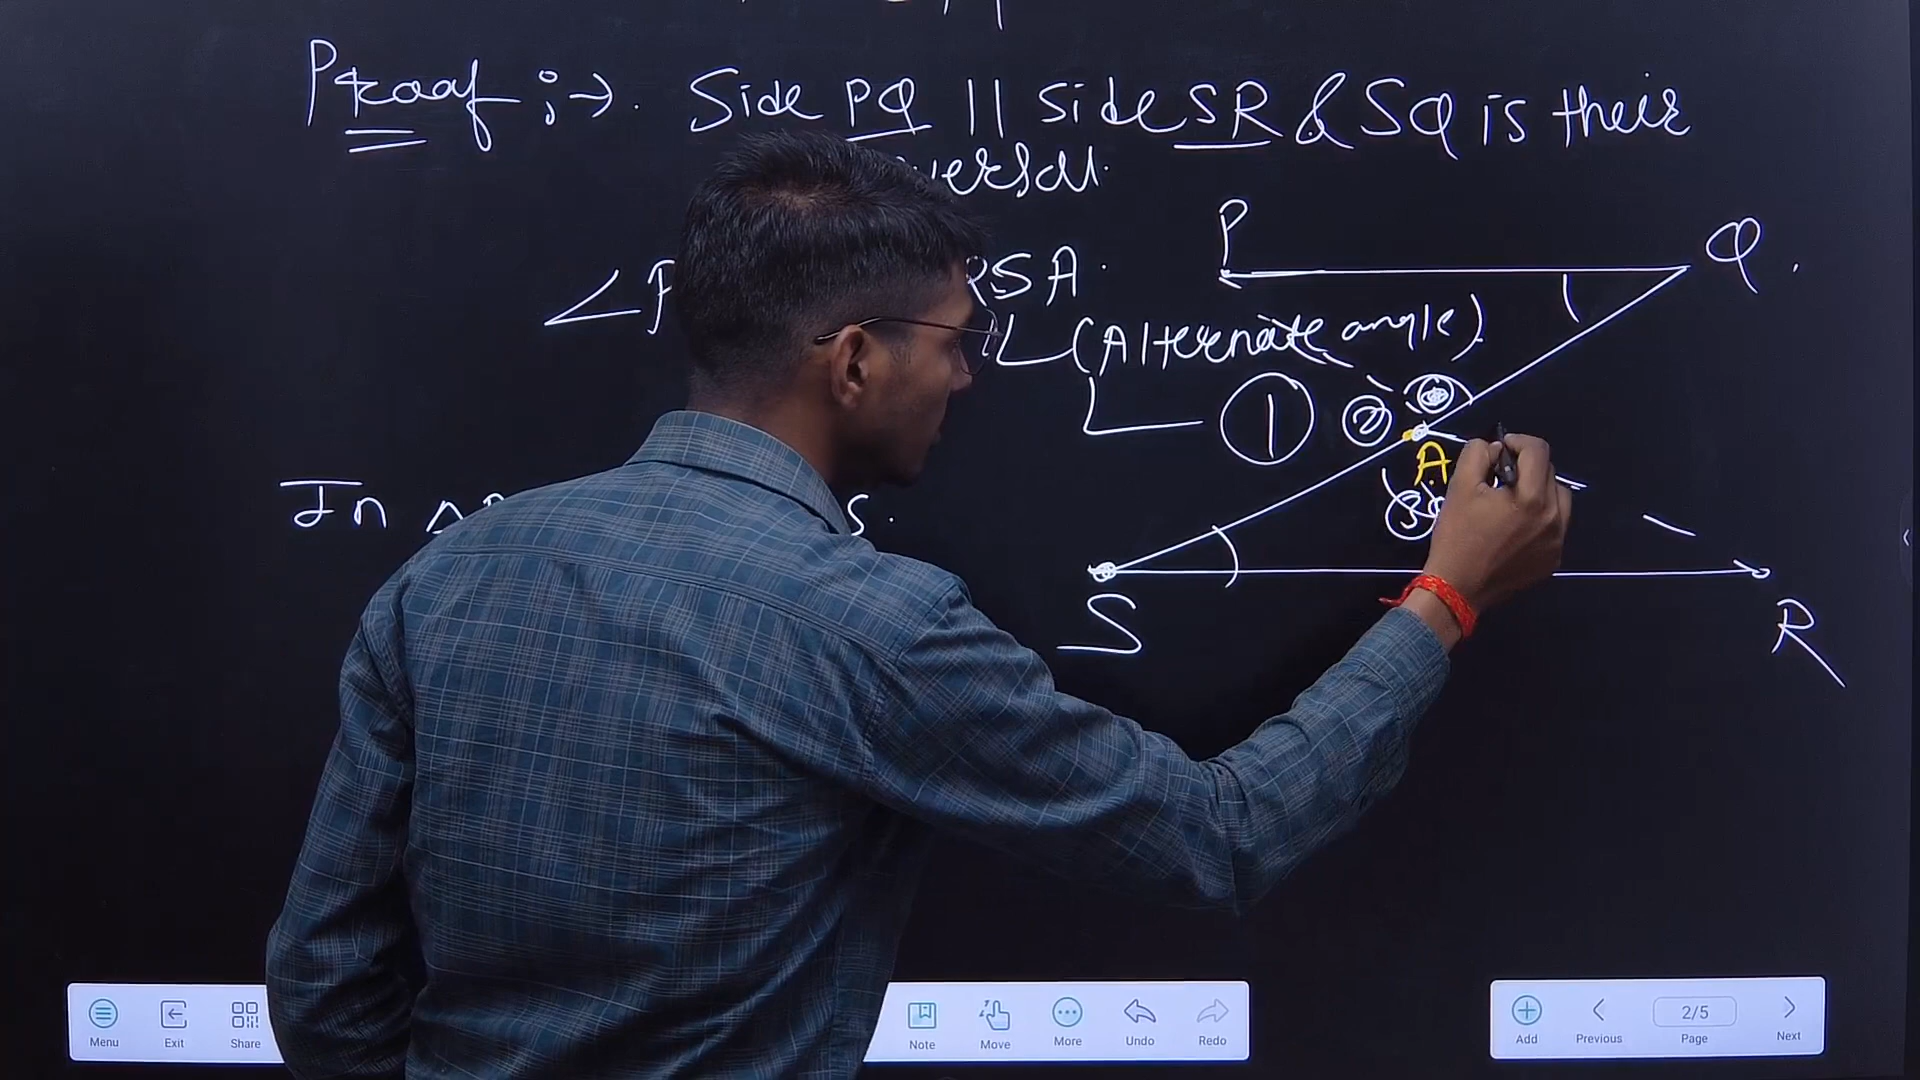 Proof :→. Side PQ || side SR & SQ is their
RSA.
P
Q.
(Alternate angle).
1 2
A
3
In
S
R
Menu Exit Share Note Move More Undo Redo Add Previous 2/5 Page Next